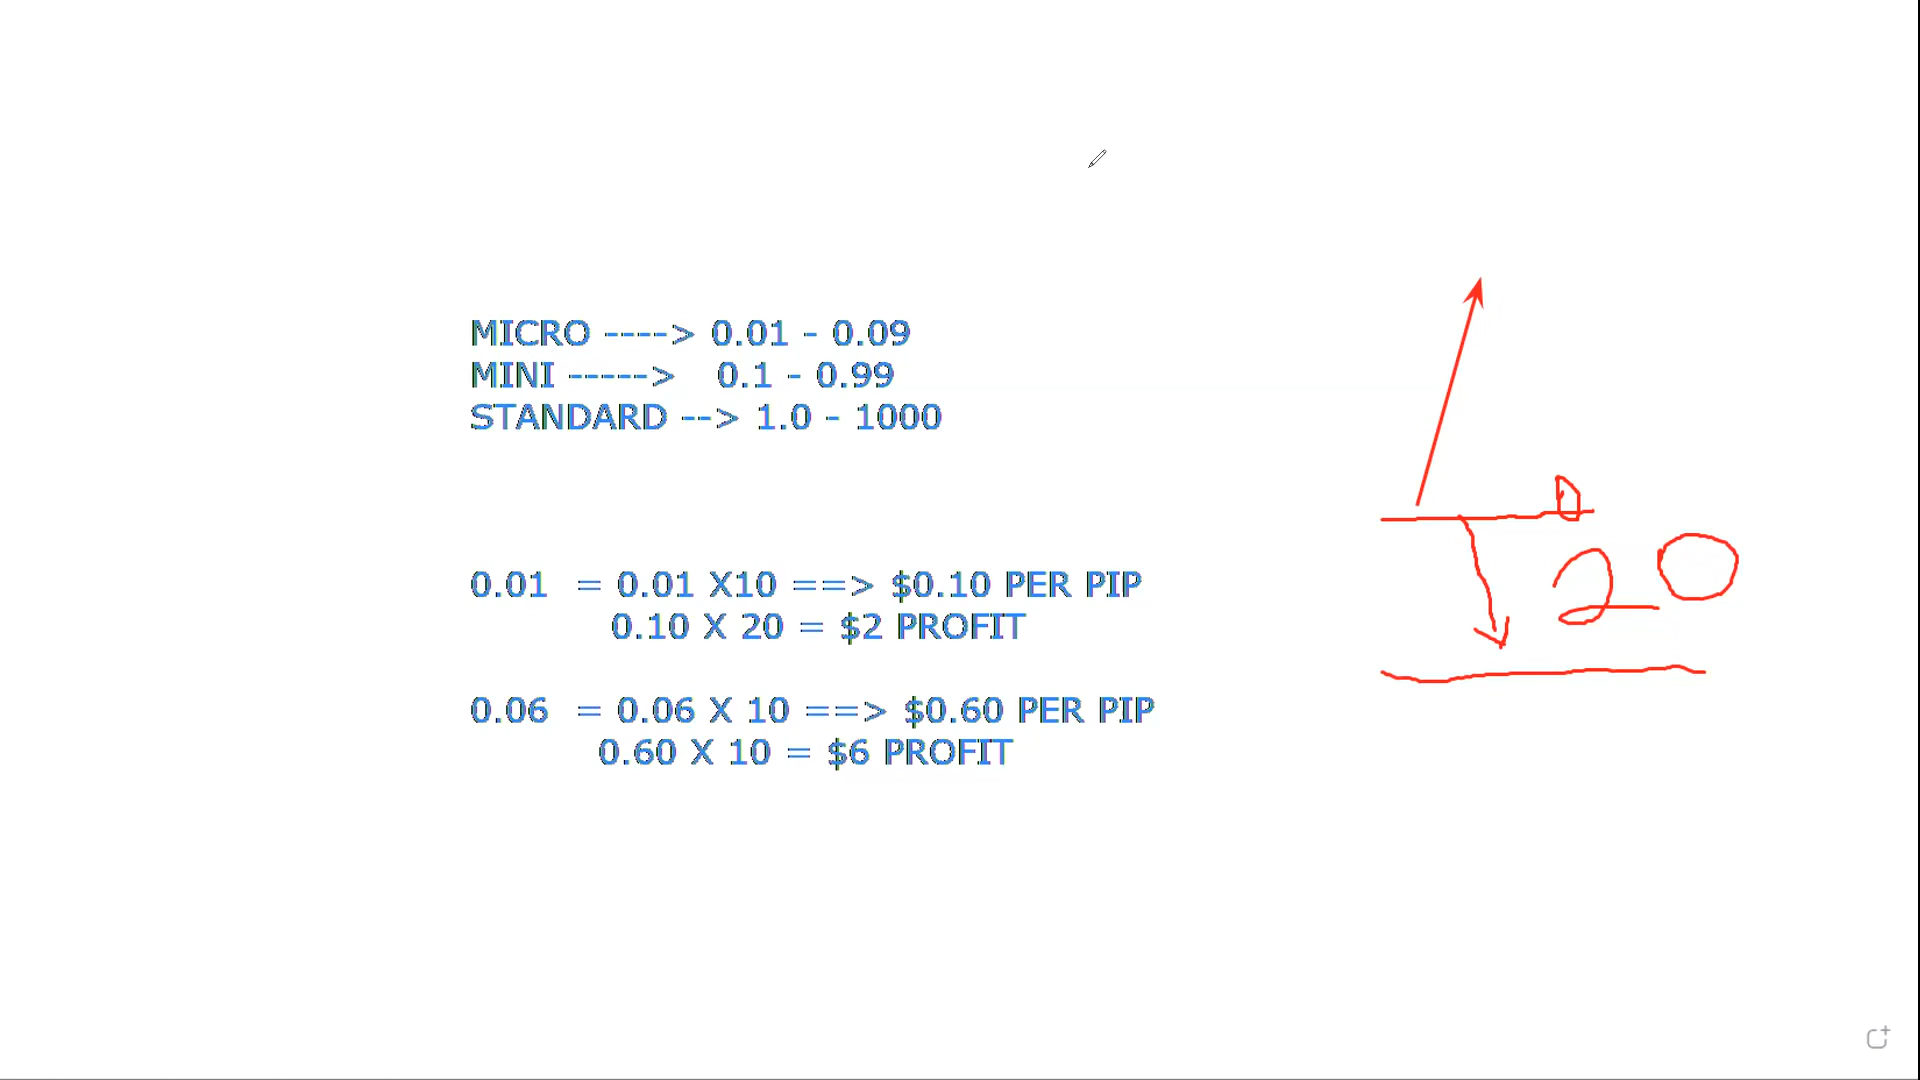 MICRO ----> 0.01 - 0.09
MINI -----> 0.1 - 0.99
STANDARD --> 1.0 - 1000
0.01 = 0.01 X10 ==> $0.10 PER PIP
0.10 X 20 = $2 PROFIT
0.06 = 0.06 X 10 ==> $0.60 PER PIP
0.60 X 10 = $6 PROFIT
0
20